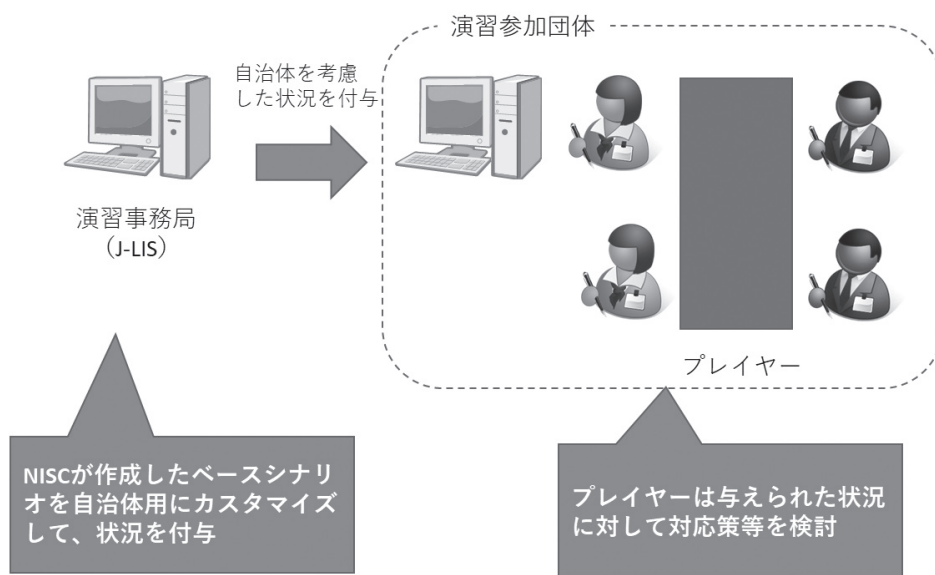 演習参加団体
自治体を考慮
した状況を付与
演習事務局
（J-LIS）
プレイヤー
NISCが作成したベースシナリ
オを自治体用にカスタマイズ
して、状況を付与
プレイヤーは与えられた状況
に対して対応策等を検討